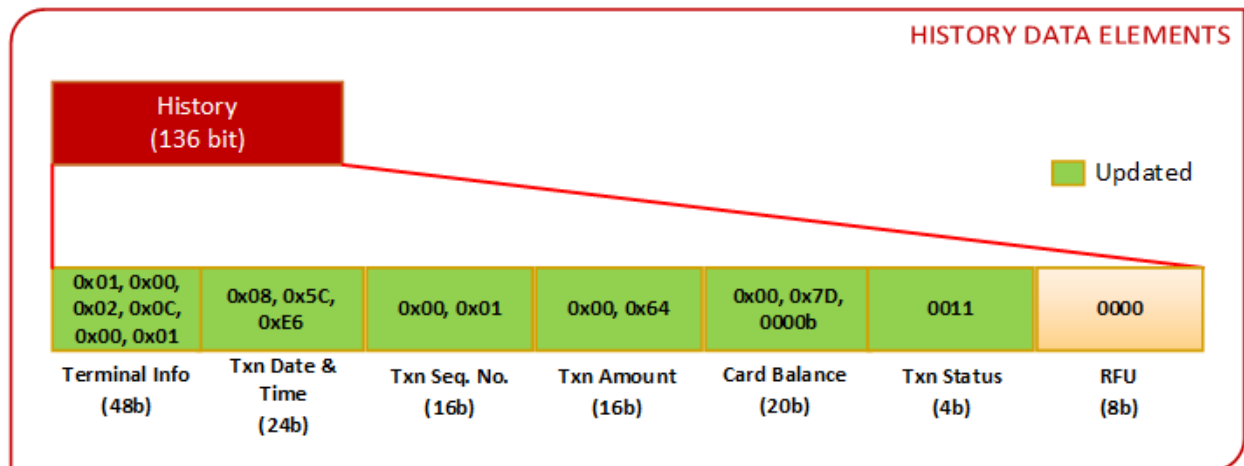 HISTORY DATA ELEMENTS
History
(136 bit)
Updated
0x01, 0x00,
0x02, 0x0C,
0x00, 0x01
0x08, 0x5C,
0xE6
0x00, 0x01
0x00, 0x64
0x00, 0x7D,
0000b
0011
0000
Terminal Info
(48b)
Txn Date &
Time
(24b)
Txn Seq. No.
(16b)
Txn Amount
(16b)
Card Balance
(20b)
Txn Status
(4b)
RFU
(8b)